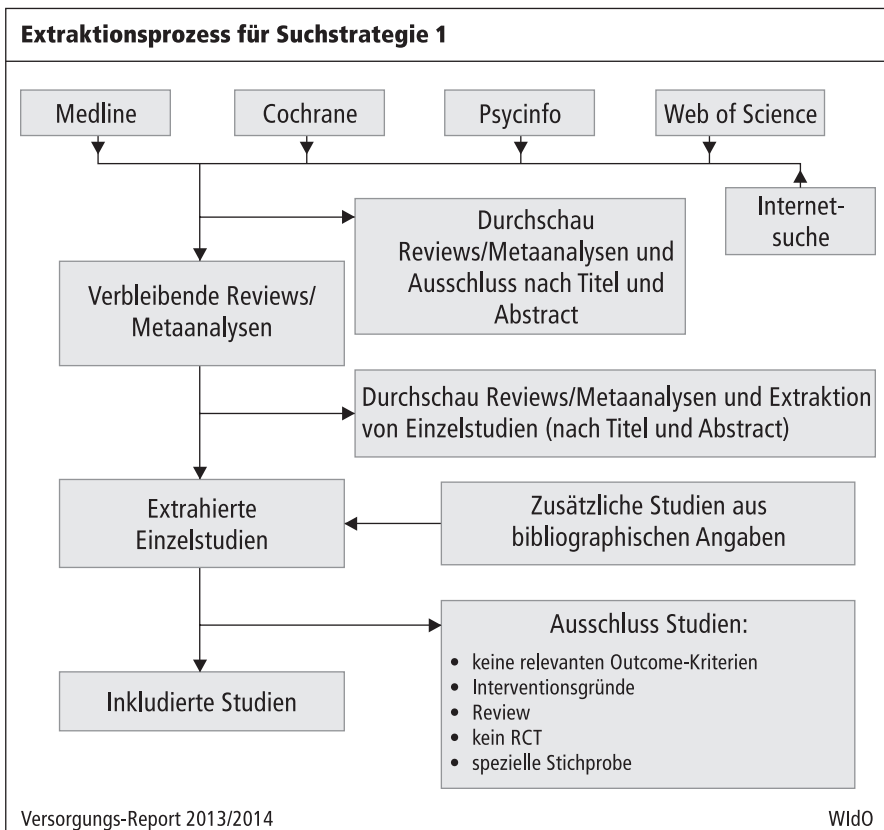 Extraktionsprozess für Suchstrategie 1
Medline
Cochrane
Psycinfo
Web of Science
Internet-
suche
Durchschau
Reviews/Metaanalysen und
Ausschluss nach Titel und
Abstract
Verbleibende Reviews/
Metaanalysen
Durchschau Reviews/Metaanalysen und Extraktion
von Einzelstudien (nach Titel und Abstract)
Extrahierte
Einzelstudien
Zusätzliche Studien aus
bibliographischen Angaben
Ausschluss Studien:
• keine relevanten Outcome-Kriterien
• Interventionsgründe
• Review
• kein RCT
• spezielle Stichprobe
Inkludierte Studien
Versorgungs-Report 2013/2014
WIdO